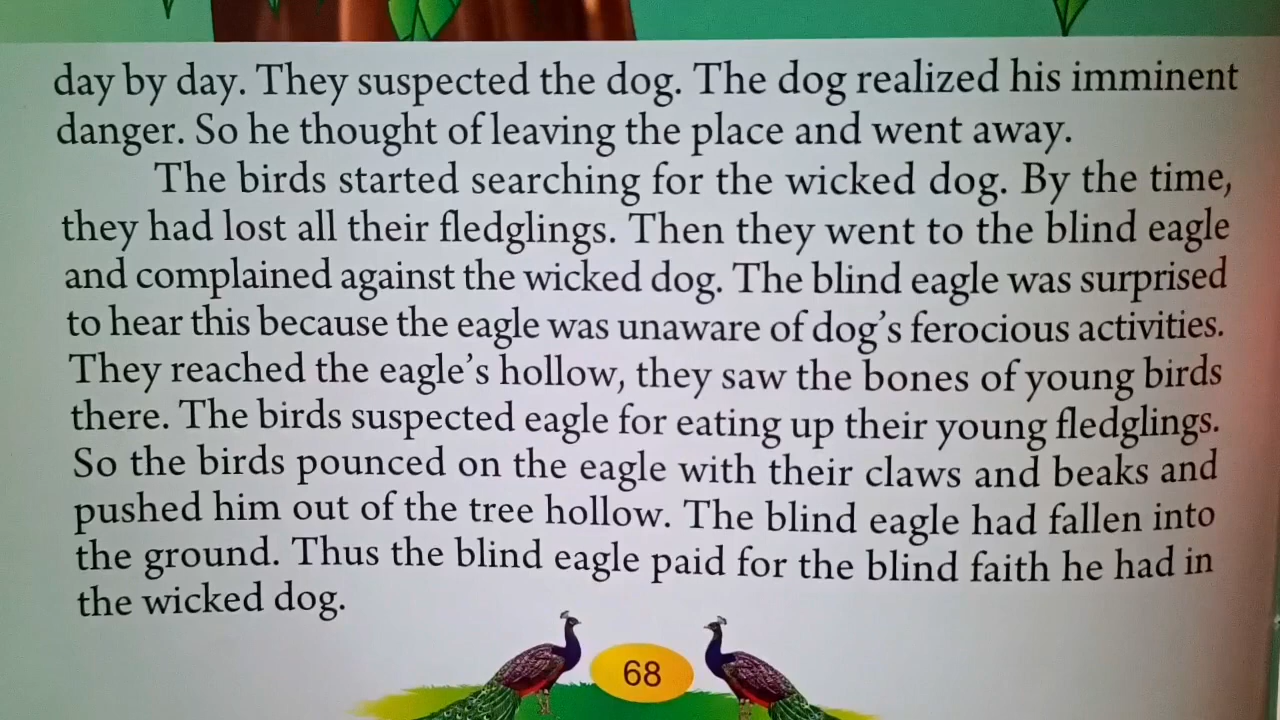 day by day. They suspected the dog. The dog realized his imminent
danger. So he thought of leaving the place and went away.
The birds started searching for the wicked dog. By the time,
they had lost all their fledglings. Then they went to the blind eagle
and complained against the wicked dog. The blind eagle was surprised
to hear this because the eagle was unaware of dog's ferocious activities.
They reached the eagle's hollow, they saw the bones of young birds
there. The birds suspected eagle for eating up their young fledglings.
So the birds pounced on the eagle with their claws and beaks and
pushed him out of the tree hollow. The blind eagle had fallen into
the ground. Thus the blind eagle paid for the blind faith he had in
the wicked dog.
68